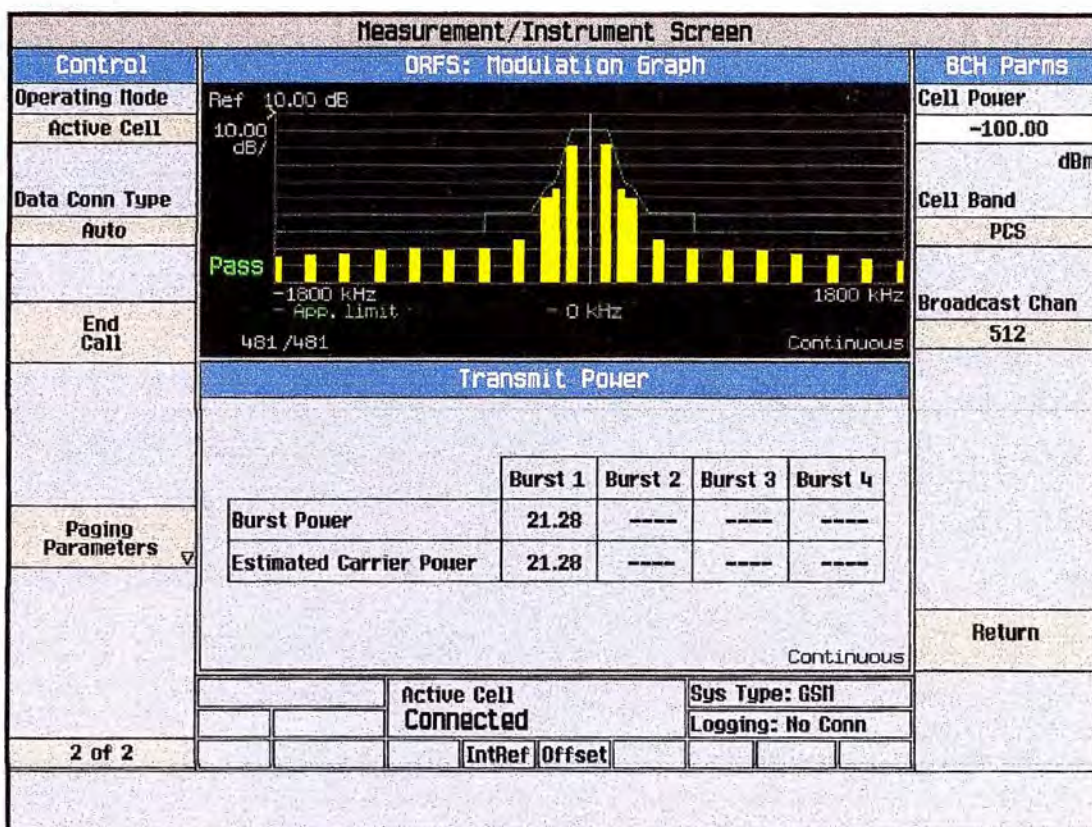 Measurement/Instrument Screen
Control
Operating Mode
Active Cell
Data Conn Type
Auto
End
Call
Paging
Parameters
2 of 2
ORFS: Modulation Graph
Ref 10.00 dB
10.00
dB/
Pass
-1800 kHz
1800 kHz
- App. limit
- 0 kHz
481/481
Continuous
Transmit Power
Burst 1 Burst 2 Burst 3 Burst 4
Burst Power 21.28 ---- ---- ----
Estimated Carrier Power 21.28 ---- ---- ----
Continuous
Active Cell
Connected
Sys Type: GSM
Logging: No Conn
IntRef Offset
BCH Parms
Cell Power
-100.00
dBm
Cell Band
PCS
Broadcast Chan
512
Return